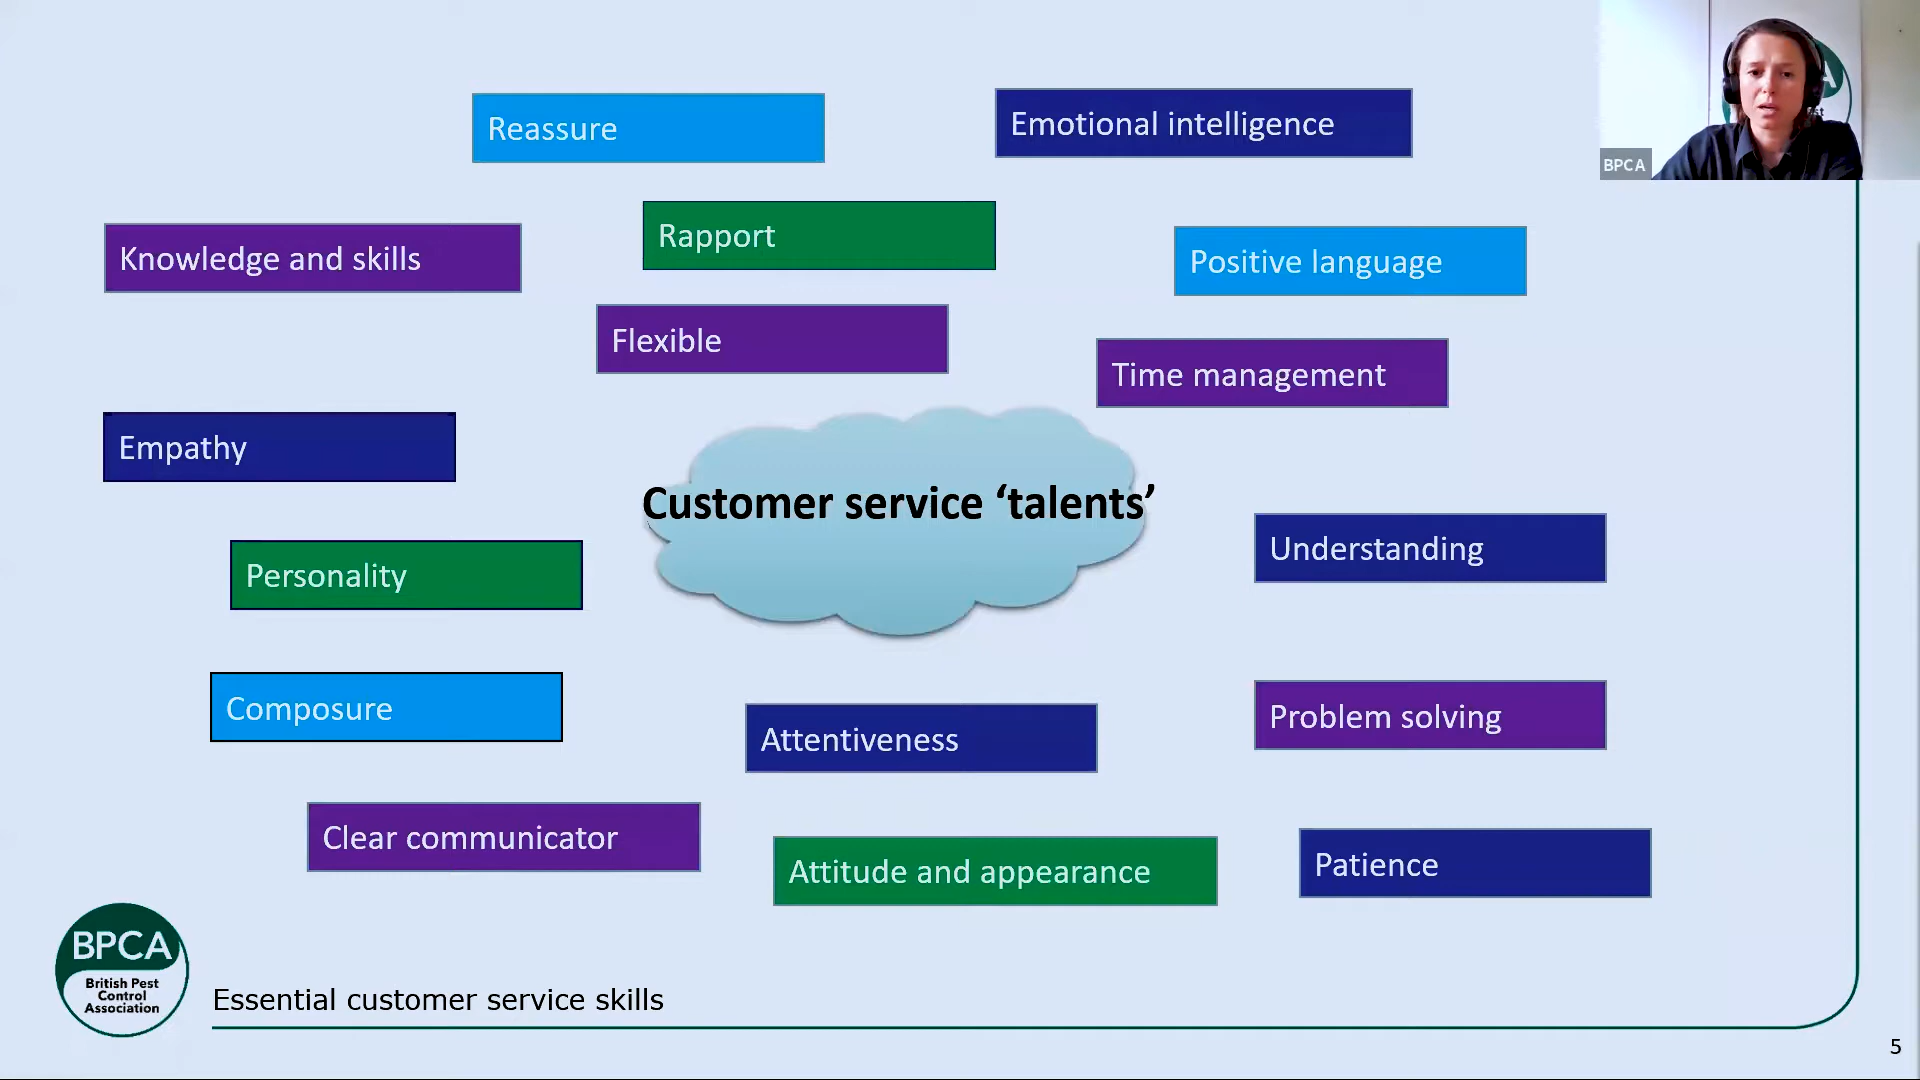 Reassure
Emotional intelligence
BPCA
Rapport
Knowledge and skills
Positive language
Flexible
Time management
Empathy
Customer service ‘talents’
Understanding
Personality
Composure
Attentiveness
Problem solving
Clear communicator
Attitude and appearance
Patience
BPCA
British Pest
Control
Association
Essential customer service skills
5